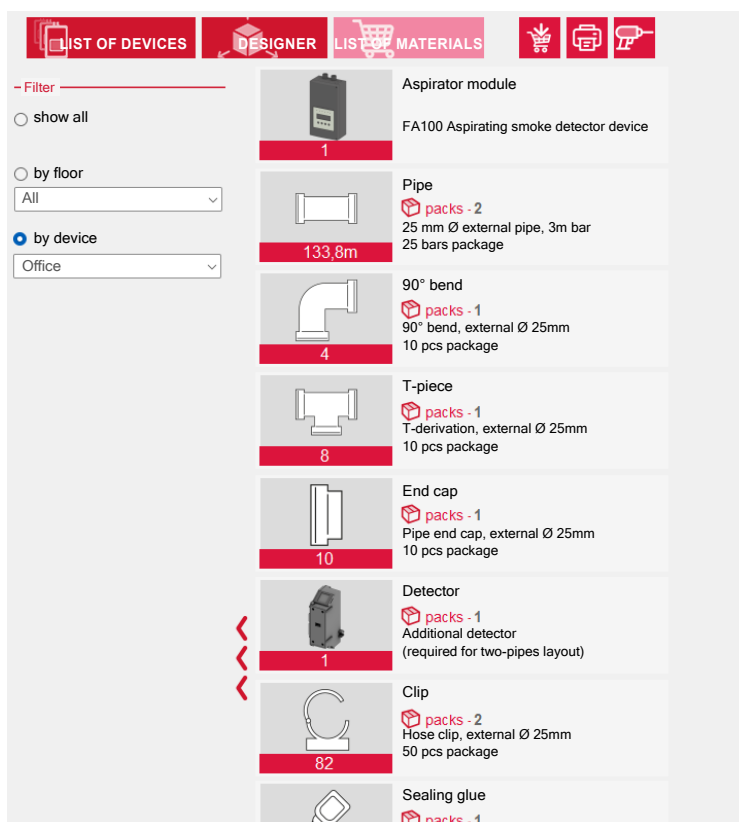 LIST OF DEVICES
DESIGNER
LIST OF MATERIALS
Filter
show all
by floor
All
by device
Office
Aspirator module
FA100 Aspirating smoke detector device
1
Pipe
packs - 2
25 mm Ø external pipe, 3m bar
25 bars package
133,8m
90° bend
packs - 1
90° bend, external Ø 25mm
10 pcs package
4
T-piece
packs - 1
T-derivation, external Ø 25mm
10 pcs package
8
End cap
packs - 1
Pipe end cap, external Ø 25mm
10 pcs package
10
Detector
packs - 1
Additional detector
(required for two-pipes layout)
1
Clip
packs - 2
Hose clip, external Ø 25mm
50 pcs package
82
Sealing glue
packs - 1